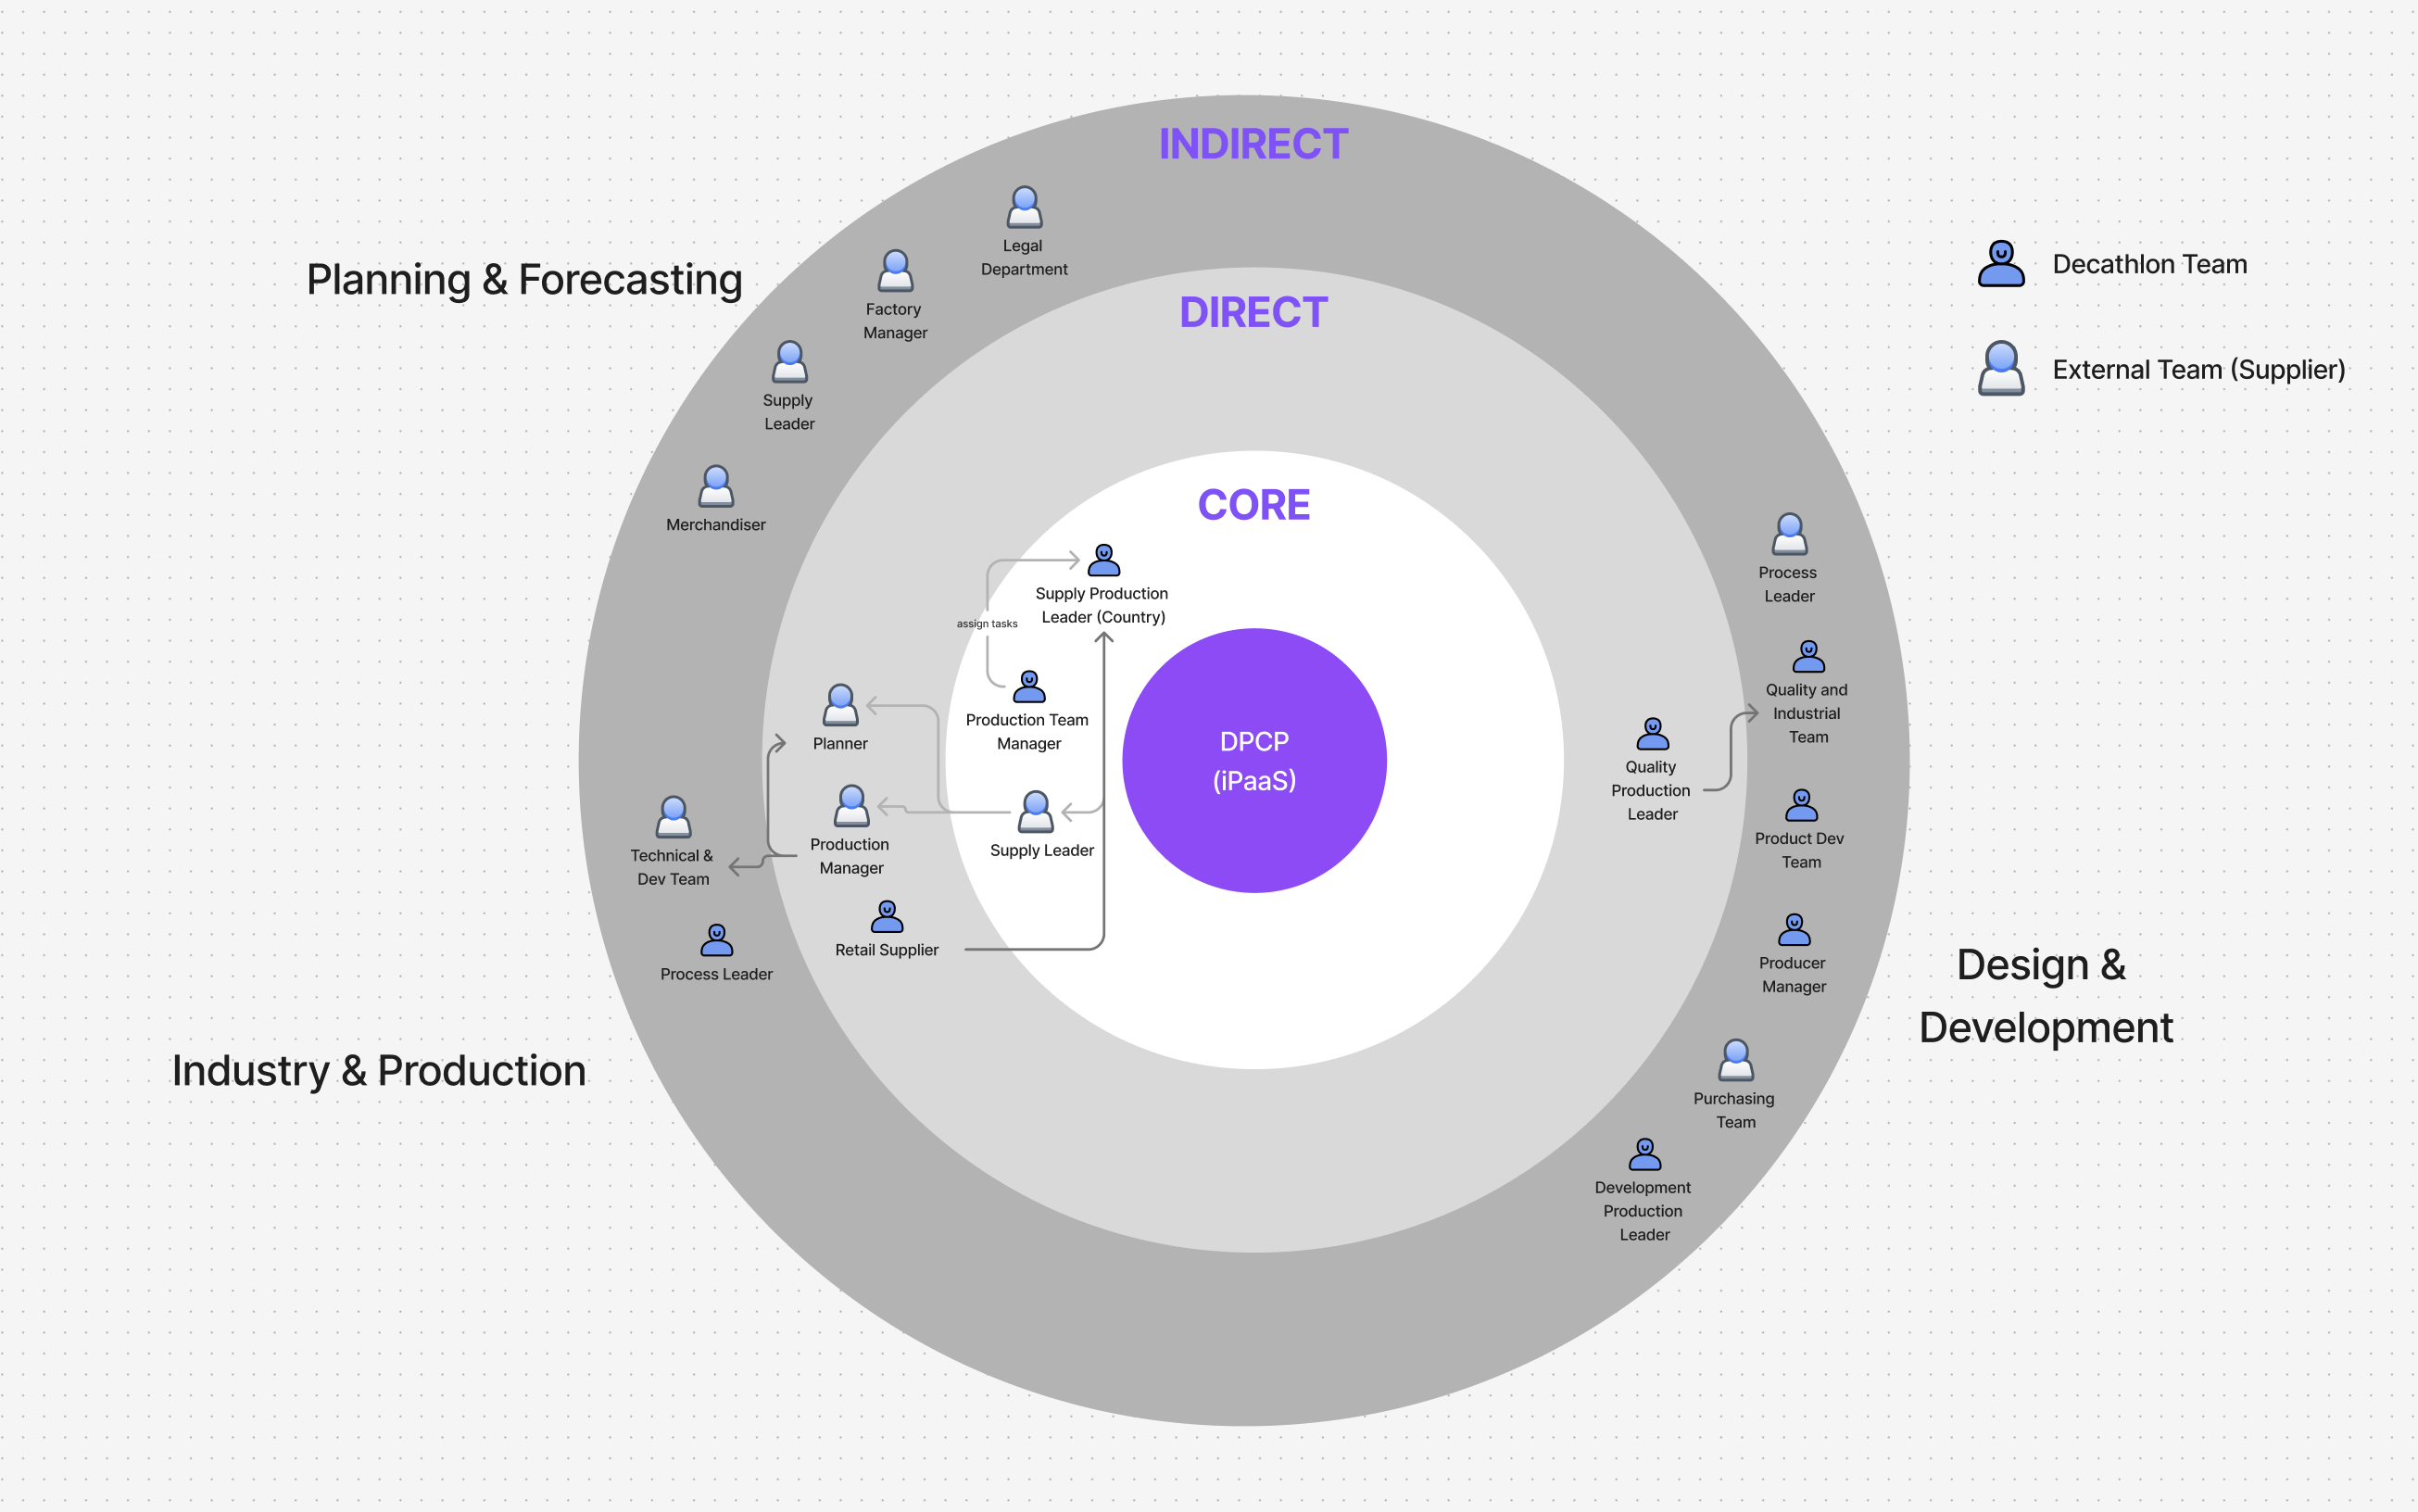 INDIRECT
Legal
Department
Factory
Manager
Planning & Forecasting
Decathlon Team
External Team (Supplier)
DIRECT
Supply
Leader
Merchandiser
CORE
Supply Production
Leader (Country)
assign tasks
Production Team
Manager
Planner
Production
Manager
Supply Leader
Technical &
Dev Team
Retail Supplier
Process Leader
Industry & Production
DPCP
(iPaaS)
Process
Leader
Quality and
Industrial
Team
Quality
Production
Leader
Product Dev
Team
Producer
Manager
Design &
Development
Purchasing
Team
Development
Production
Leader